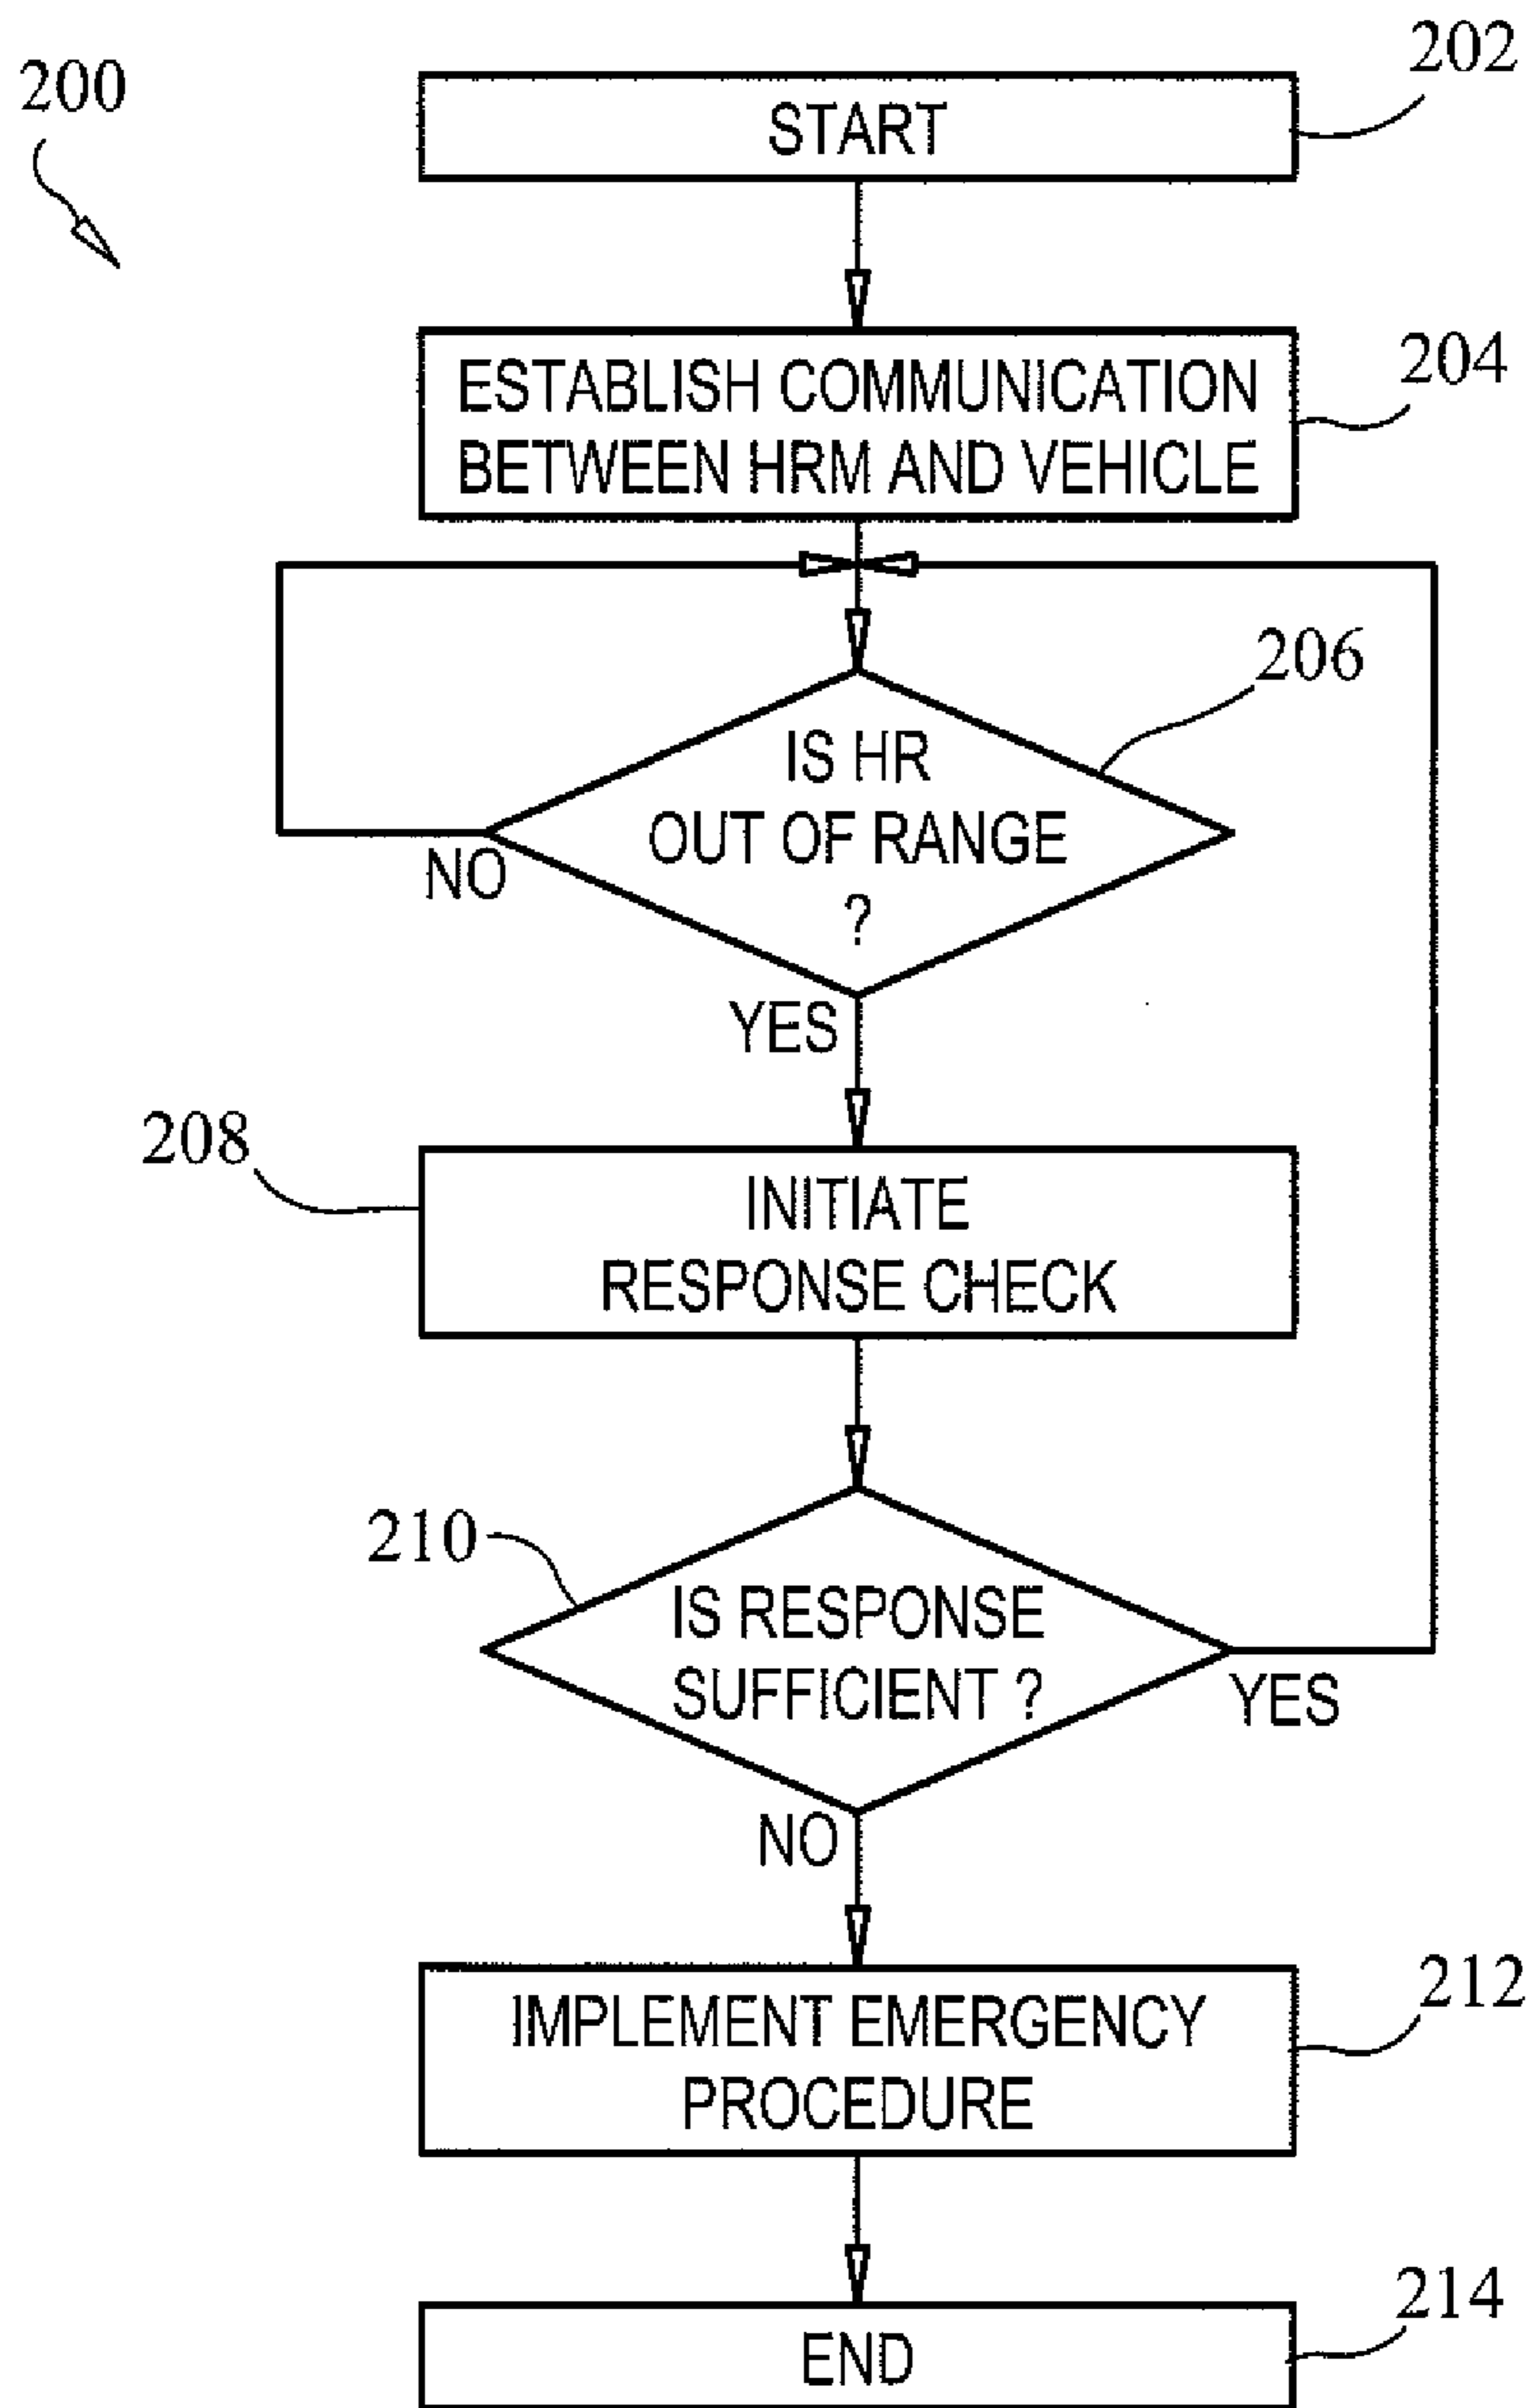 200
202
START
204
ESTABLISH COMMUNICATION
BETWEEN HRM AND VEHICLE
206
IS HR
OUT OF RANGE
?
NO
YES
208
INITIATE
RESPONSE CHECK
210
IS RESPONSE
SUFFICIENT ?
YES
NO
212
IMPLEMENT EMERGENCY
PROCEDURE
214
END